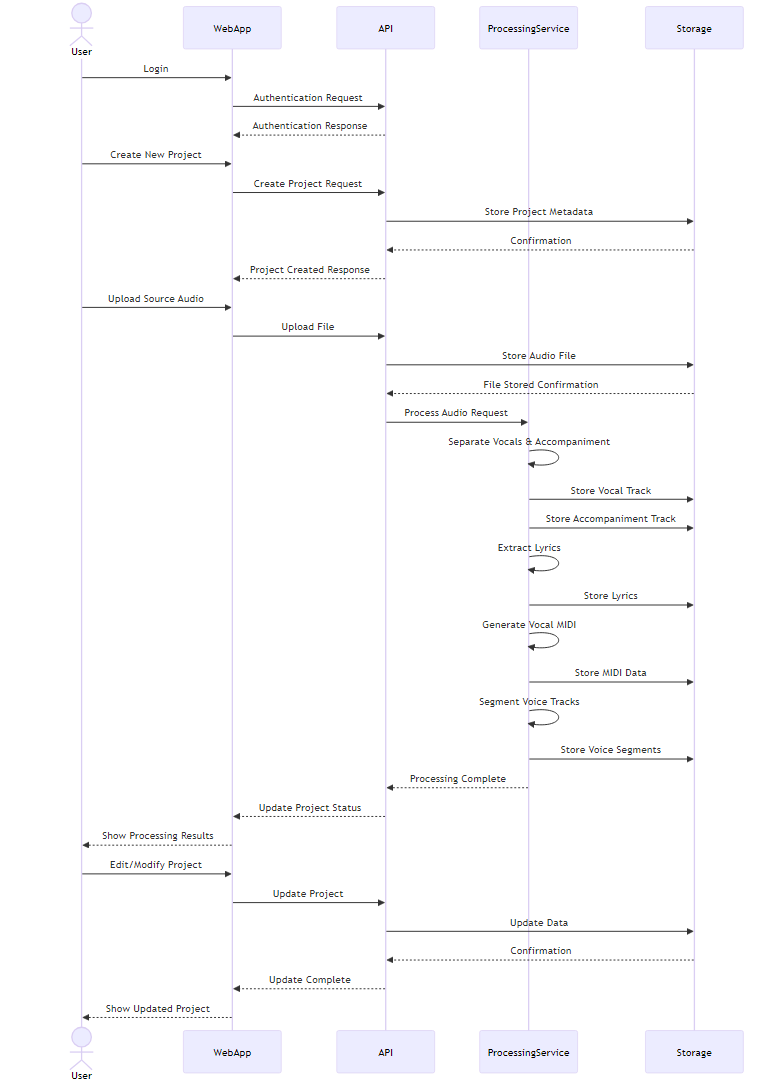 User
WebApp
API
ProcessingService
Storage
Login
Authentication Request
Authentication Response
Create New Project
Create Project Request
Store Project Metadata
Confirmation
Project Created Response
Upload Source Audio
Upload File
Store Audio File
File Stored Confirmation
Process Audio Request
Separate Vocals & Accompaniment
Store Vocal Track
Store Accompaniment Track
Extract Lyrics
Store Lyrics
Generate Vocal MIDI
Store MIDI Data
Segment Voice Tracks
Store Voice Segments
Processing Complete
Update Project Status
Show Processing Results
Edit/Modify Project
Update Project
Update Data
Confirmation
Update Complete
Show Updated Project
User
WebApp
API
ProcessingService
Storage